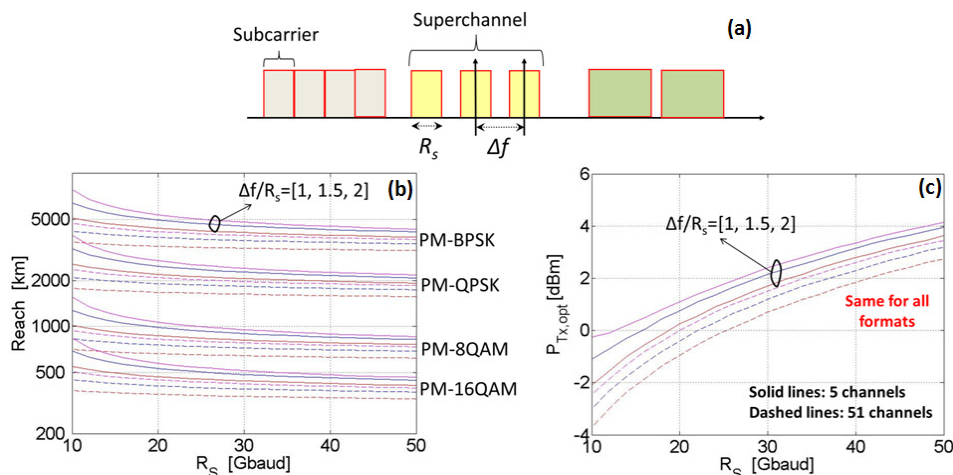 Superchannel
(a)
Subcarrier
R_s
Δf
(b)
Δf/R_s=[1, 1.5, 2]
5000
2000
1000
500
200
Reach [km]
PM-BPSK
PM-QPSK
PM-8QAM
PM-16QAM
10 20 30 40 50
R_S [Gbaud]
(c)
Δf/R_s=[1, 1.5, 2]
6
4
2
0
-2
-4
P_Tx,opt [dBm]
Same for all
formats
Solid lines: 5 channels
Dashed lines: 51 channels
10 20 30 40 50
R_S [Gbaud]